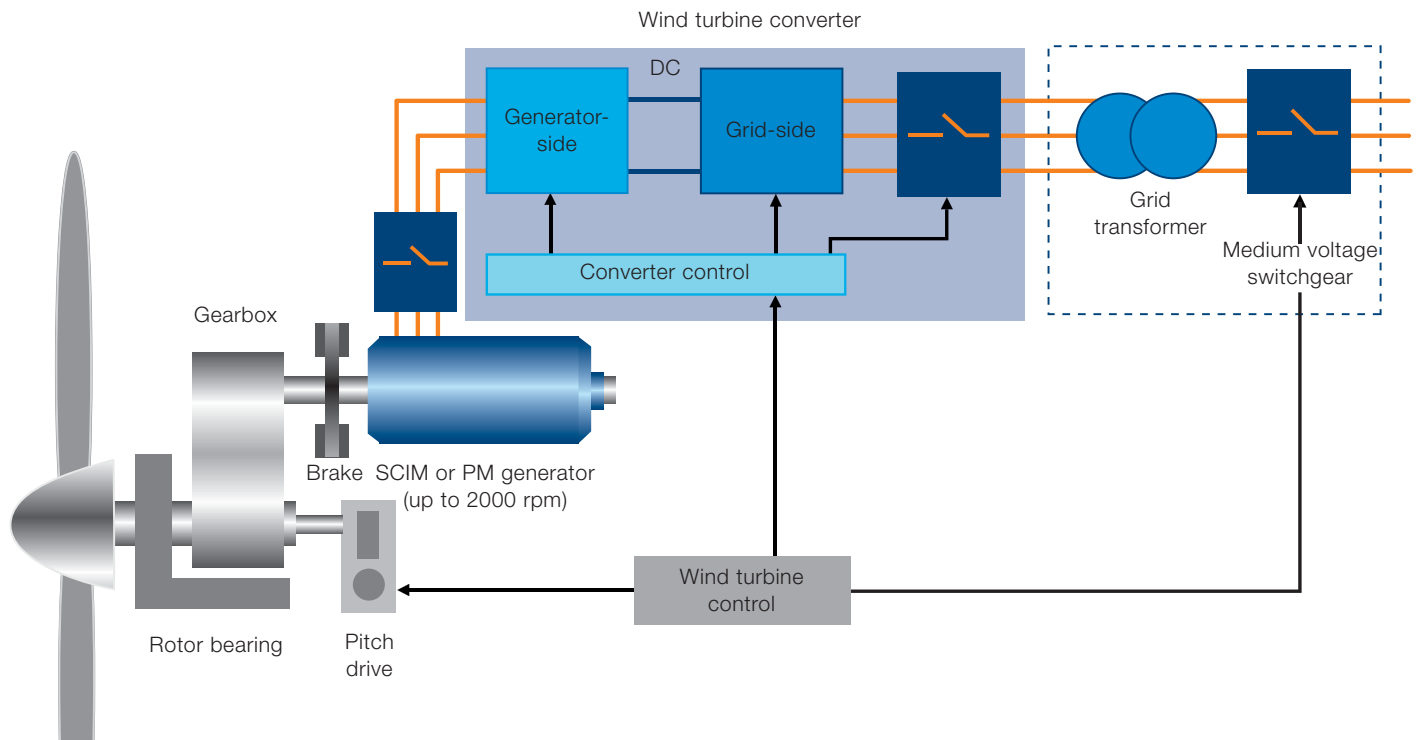 Wind turbine converter
DC
Generator-
side
Grid-side
Grid
transformer
Medium voltage
switchgear
Converter control
Gearbox
Brake
SCIM or PM generator
(up to 2000 rpm)
Wind turbine
control
Rotor bearing
Pitch
drive